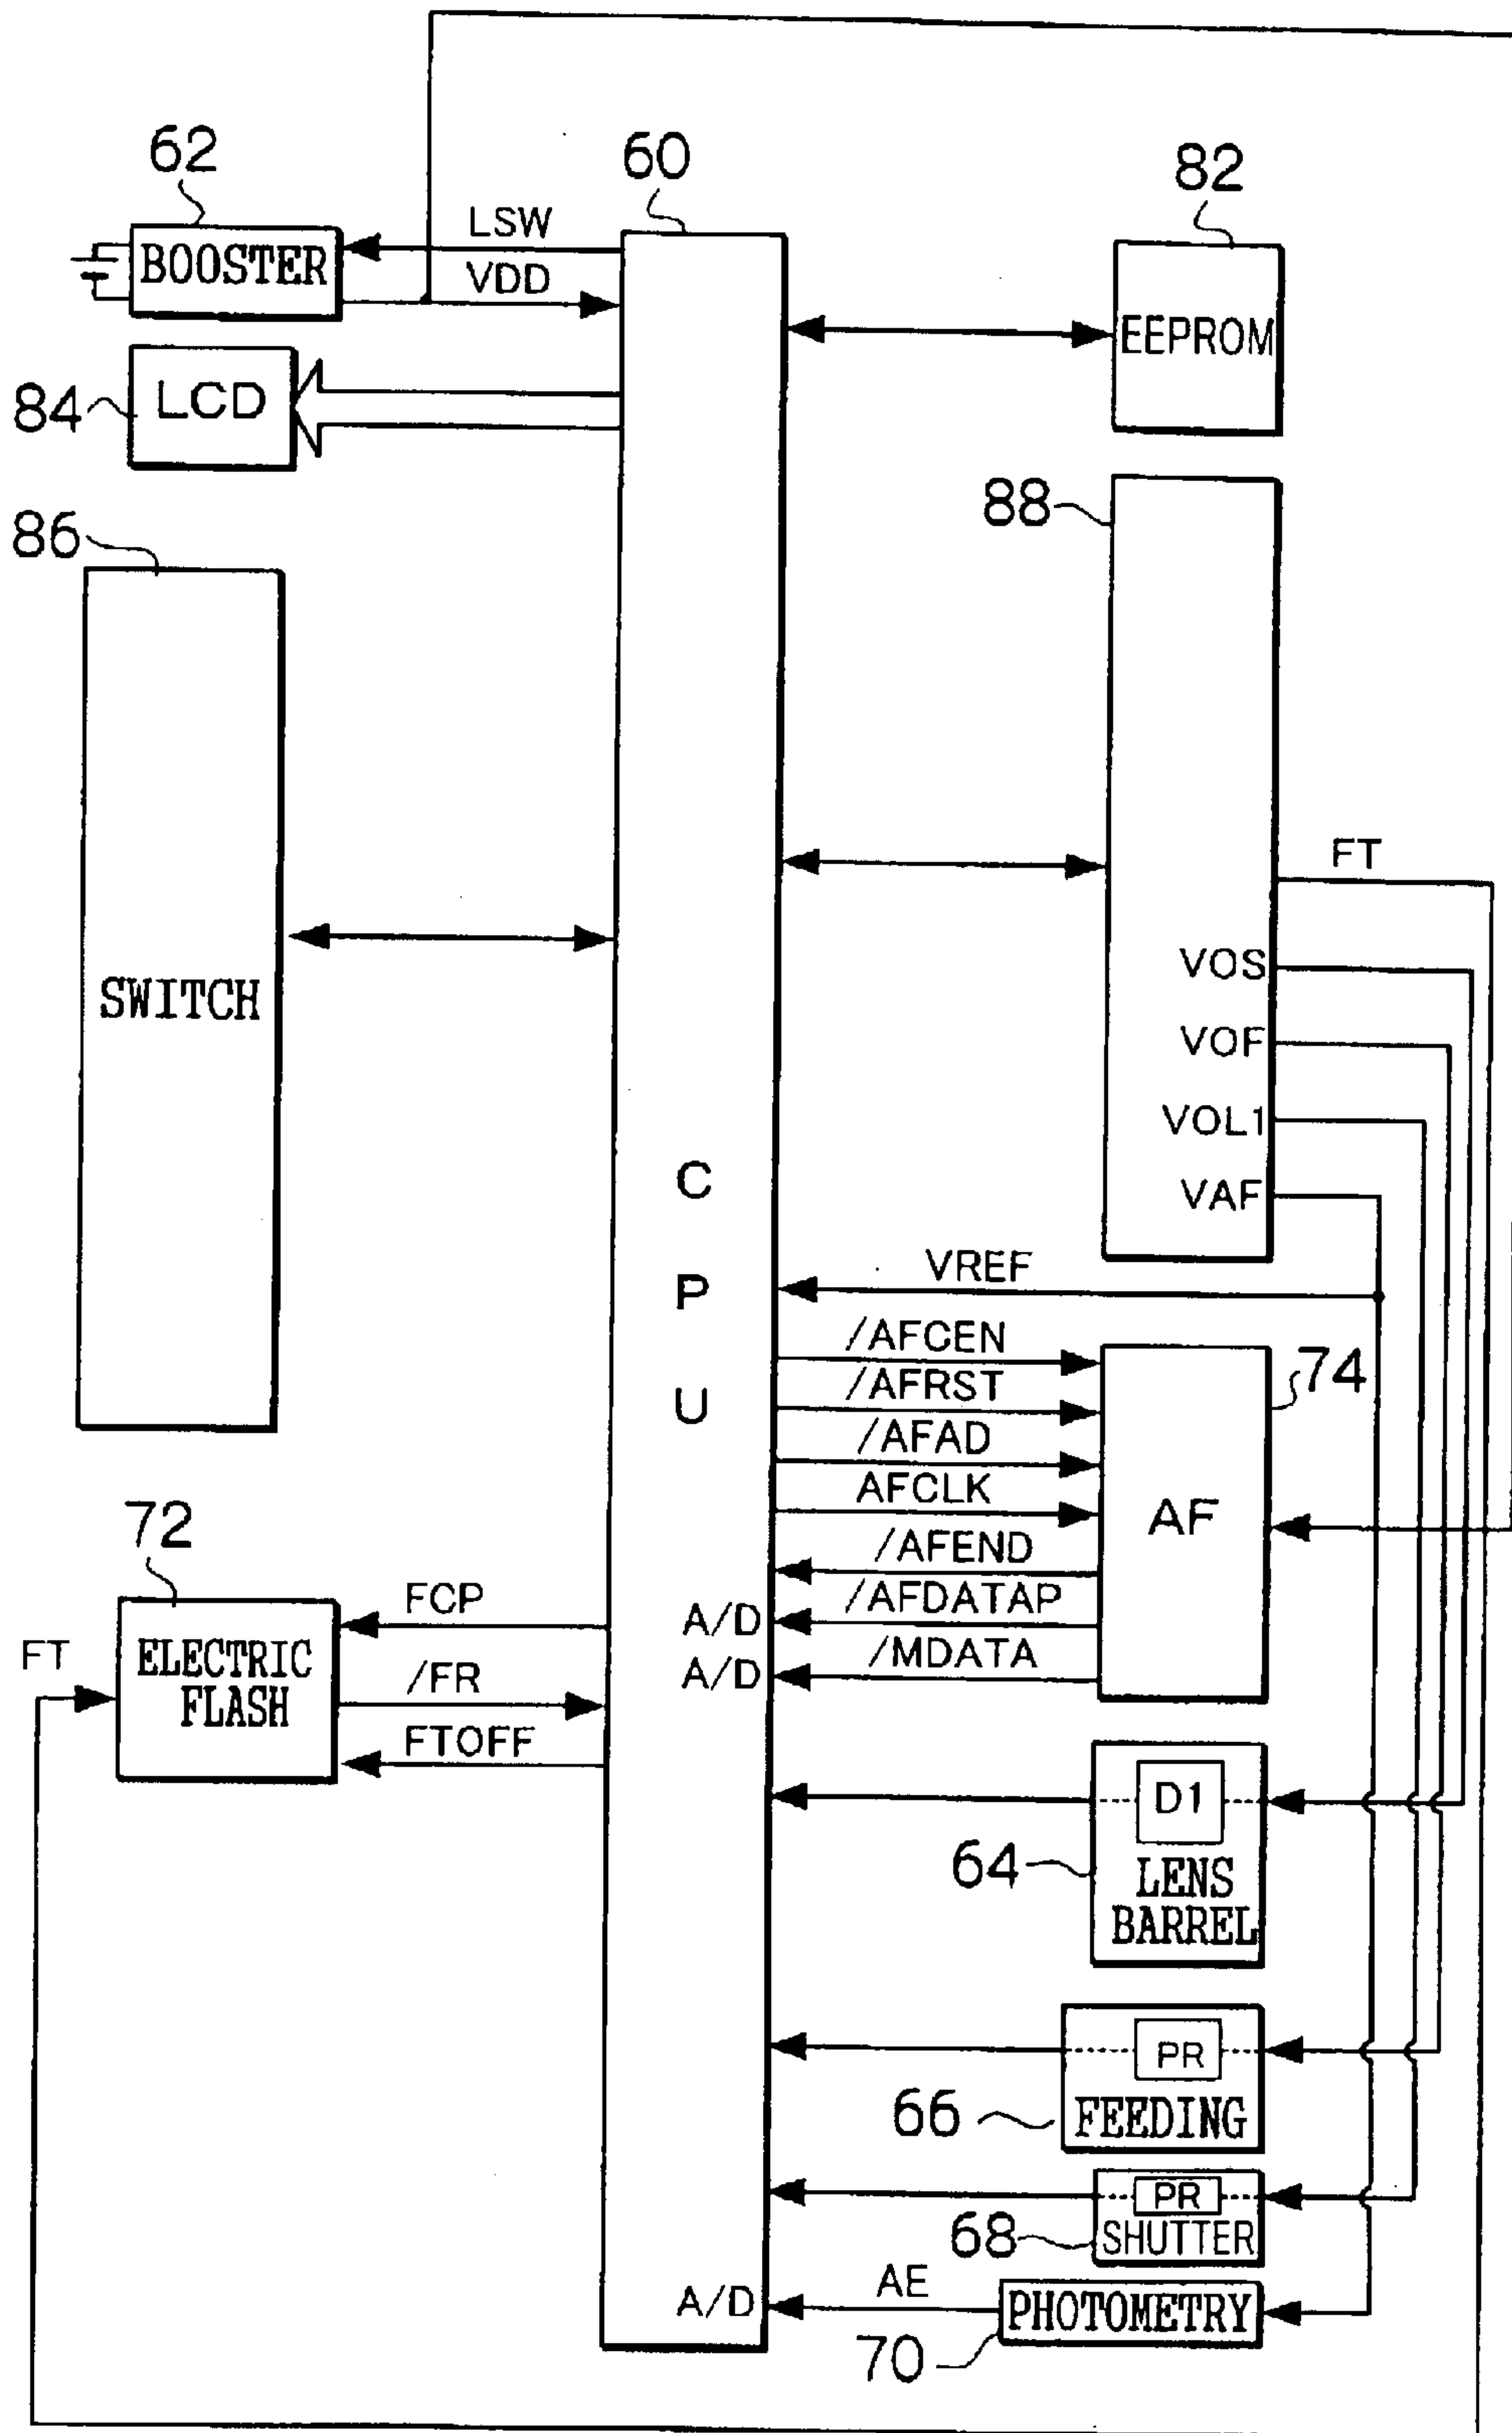 62
60
82
LSW
BOOSTER
VDD
EEPROM
84
LCD
88
86
FT
VOS
SWITCH
VOF
VOL1
C
P
U
VAF
VREF
/AFCEN
74
/AFRST
/AFAD
AFCLK
AF
72
/AFEND
FCP
A/D
/AFDATAP
FT
ELECTRIC
FLASH
/FR
A/D
/MDATA
FTOFF
D1
64
LENS
BARREL
PR
66
FEEDING
PR
68
SHUTTER
AE
A/D
PHOTOMETRY
70